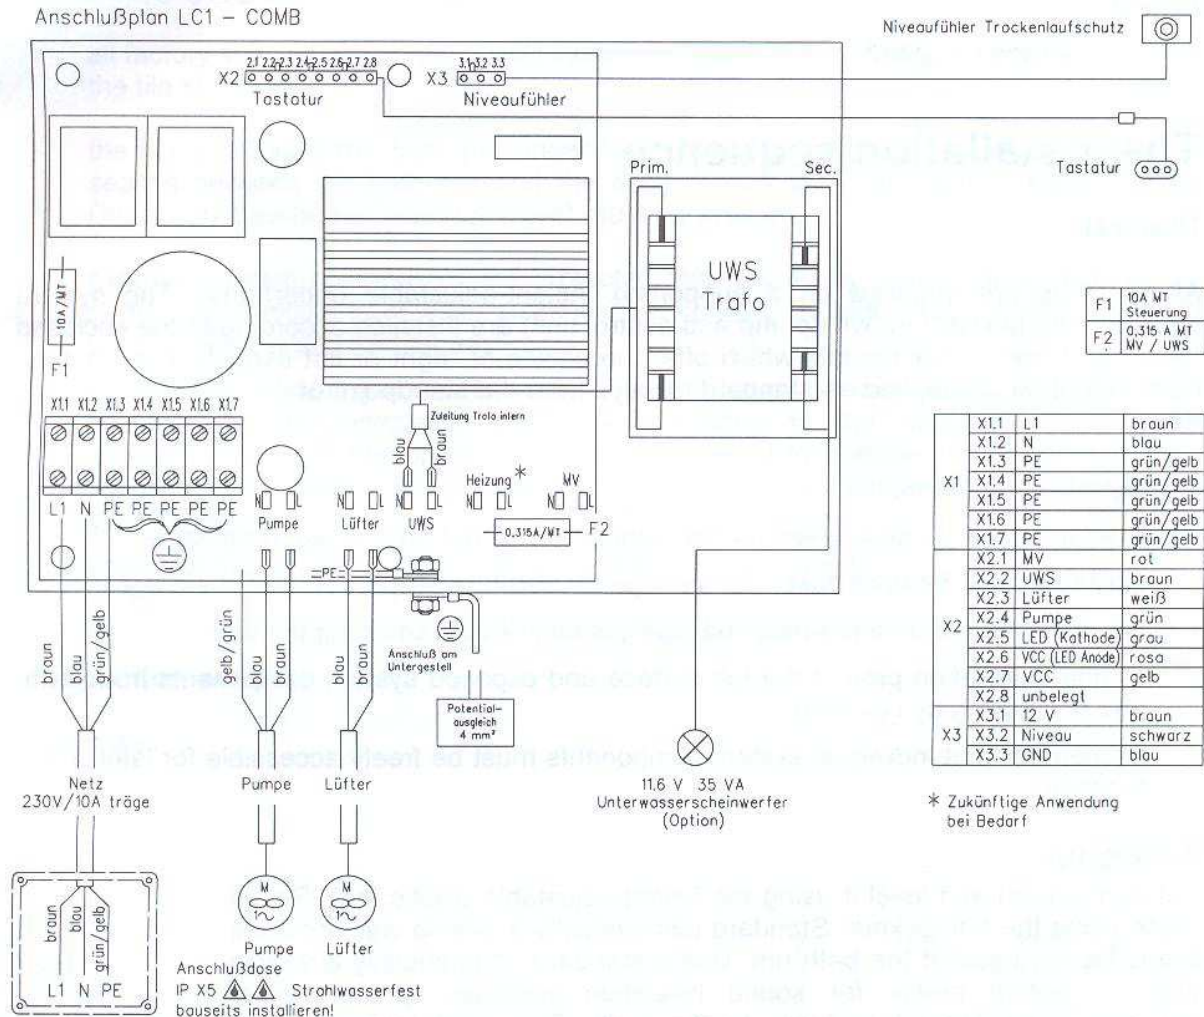 Anschlußplan LC1 - COMB
Niveaufühler Trockenlaufschutz
2.1 2.2 2.3 2.4 2.5 2.6 2.7 2.8
X2
Tastatur
3.1 3.2 3.3
X3
Niveaufühler
Tastatur
Prim.
Sec.
UWS
Trafo
10A/MT
F1
F1 10A MT Steuerung
F2 0,315 A MT MV / UWS
X1.1 X1.2 X1.3 X1.4 X1.5 X1.6 X1.7
L1 N PE PE PE PE PE
Zuleitung Trafo intern
blau
braun
Heizung*
MV
N L
N L
N L
N L
N L
Pumpe
Lüfter
UWS
0,315A/MT
F2
PE
X1
X1.1 L1 braun
X1.2 N blau
X1.3 PE grün/gelb
X1.4 PE grün/gelb
X1.5 PE grün/gelb
X1.6 PE grün/gelb
X1.7 PE grün/gelb
X2
X2.1 MV rot
X2.2 UWS braun
X2.3 Lüfter weiß
X2.4 Pumpe grün
X2.5 LED (Kathode) grau
X2.6 VCC (LED Anode) rosa
X2.7 VCC gelb
X2.8 unbelegt
X3
X3.1 12 V braun
X3.2 Niveau schwarz
X3.3 GND blau
* Zukünftige Anwendung
bei Bedarf
braun
blau
grün/gelb
gelb/grün
blau
braun
blau
braun
Anschluß am
Untergestell
Potential-
ausgleich
4 mm²
Netz
230V/10A träge
Pumpe
Lüfter
11.6 V 35 VA
Unterwasserscheinwerfer
(Option)
braun
blau
grün/gelb
L1 N PE
M
M
Pumpe
Lüfter
Anschlußdose
IP X5 Strahlwasserfest
bauseits installieren!
must be freely accessible for